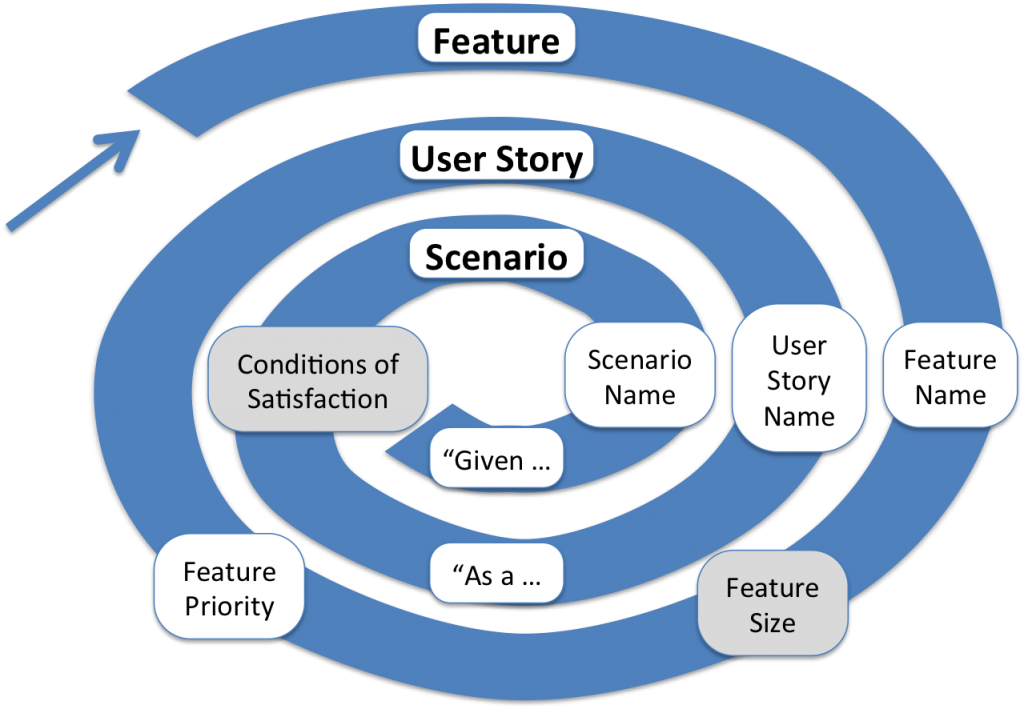 Feature
User Story
Scenario
Conditions of
Satisfaction
Scenario
Name
User
Story
Name
Feature
Name
“Given ...
“As a ...
Feature
Priority
Feature
Size